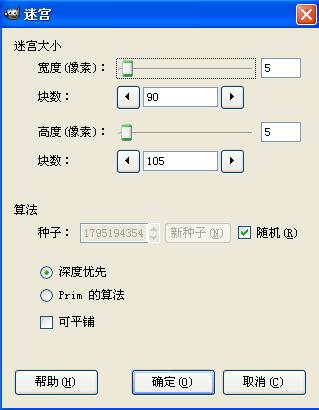 迷宫
迷宫大小
宽度(像素): 5
块数: 90
高度(像素): 5
块数: 105
算法
种子: 1795194354 新种子(N) 随机(R)
深度优先
Prim 的算法
可平铺
帮助(H) 确定(O) 取消(C)